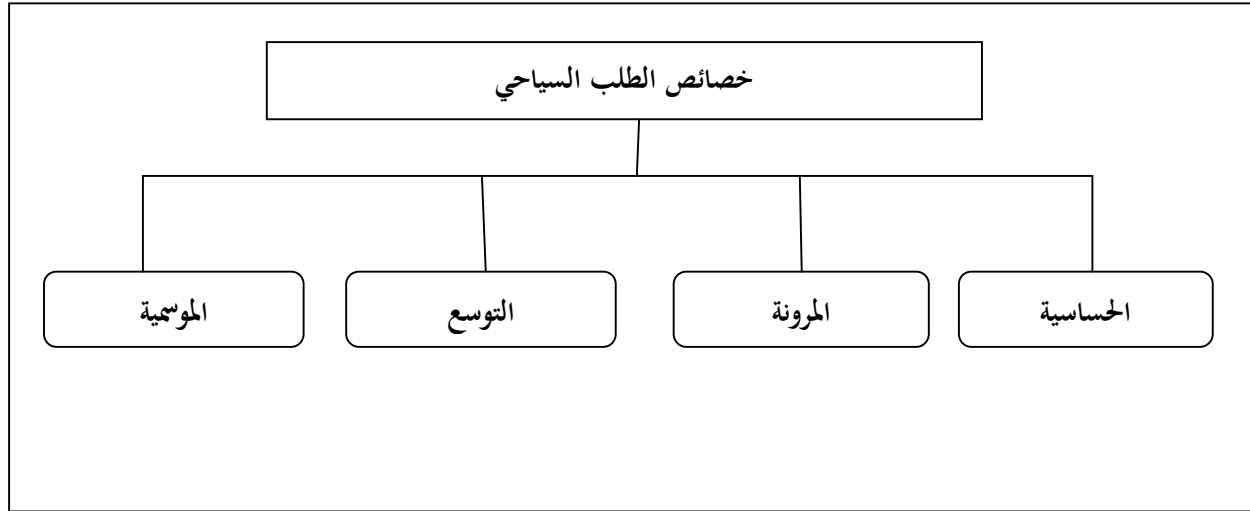 خصائص الطلب السياحي
الحساسية
المرونة
التوسع
الموسمية